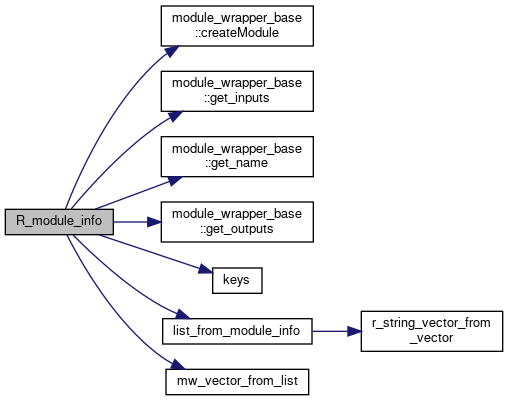 module_wrapper_base
::createModule
module_wrapper_base
::get_inputs
module_wrapper_base
::get_name
R_module_info
module_wrapper_base
::get_outputs
keys
list_from_module_info
r_string_vector_from
_vector
mw_vector_from_list